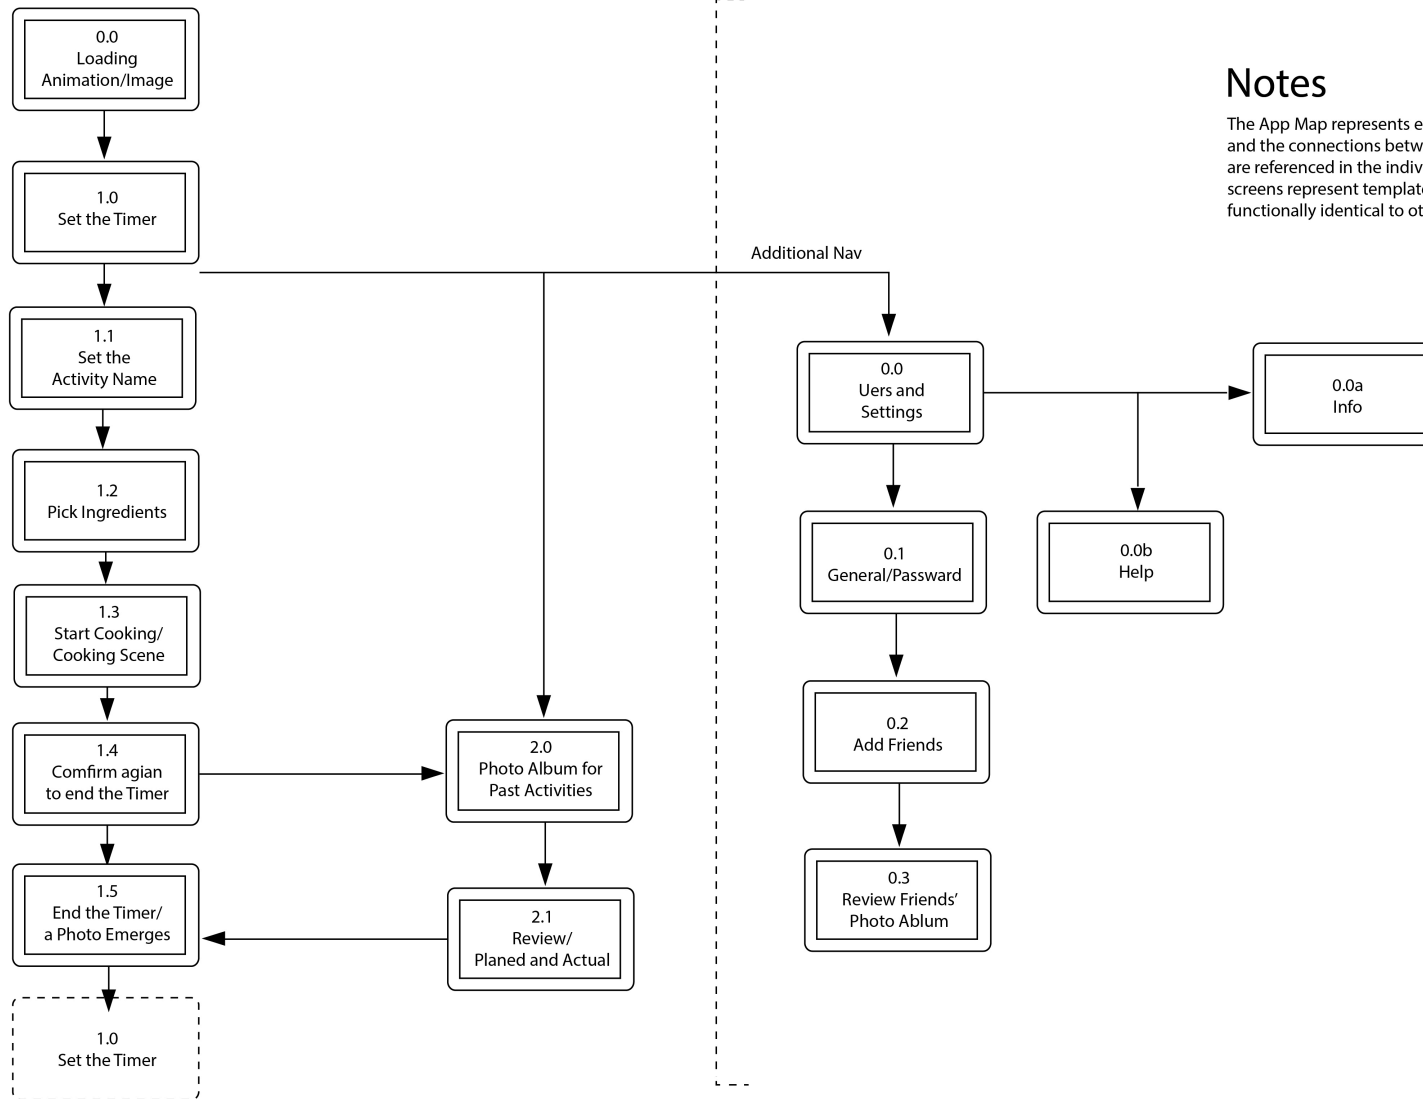 0.0
Loading
Animation/Image
1.0
Set the Timer
1.1
Set the
Activity Name
1.2
Pick Ingredients
1.3
Start Cooking/
Cooking Scene
1.4
Comfirm agian
to end the Timer
1.5
End the Timer/
a Photo Emerges
1.0
Set the Timer
2.0
Photo Album for
Past Activities
2.1
Review/
Planed and Actual
Additional Nav
0.0
Uers and
Settings
0.1
General/Passward
0.2
Add Friends
0.3
Review Friends’
Photo Ablum
0.0a
Info
0.0b
Help
Notes
The App Map represents
and the connections
are referenced in the
screens represent
functionally identical to